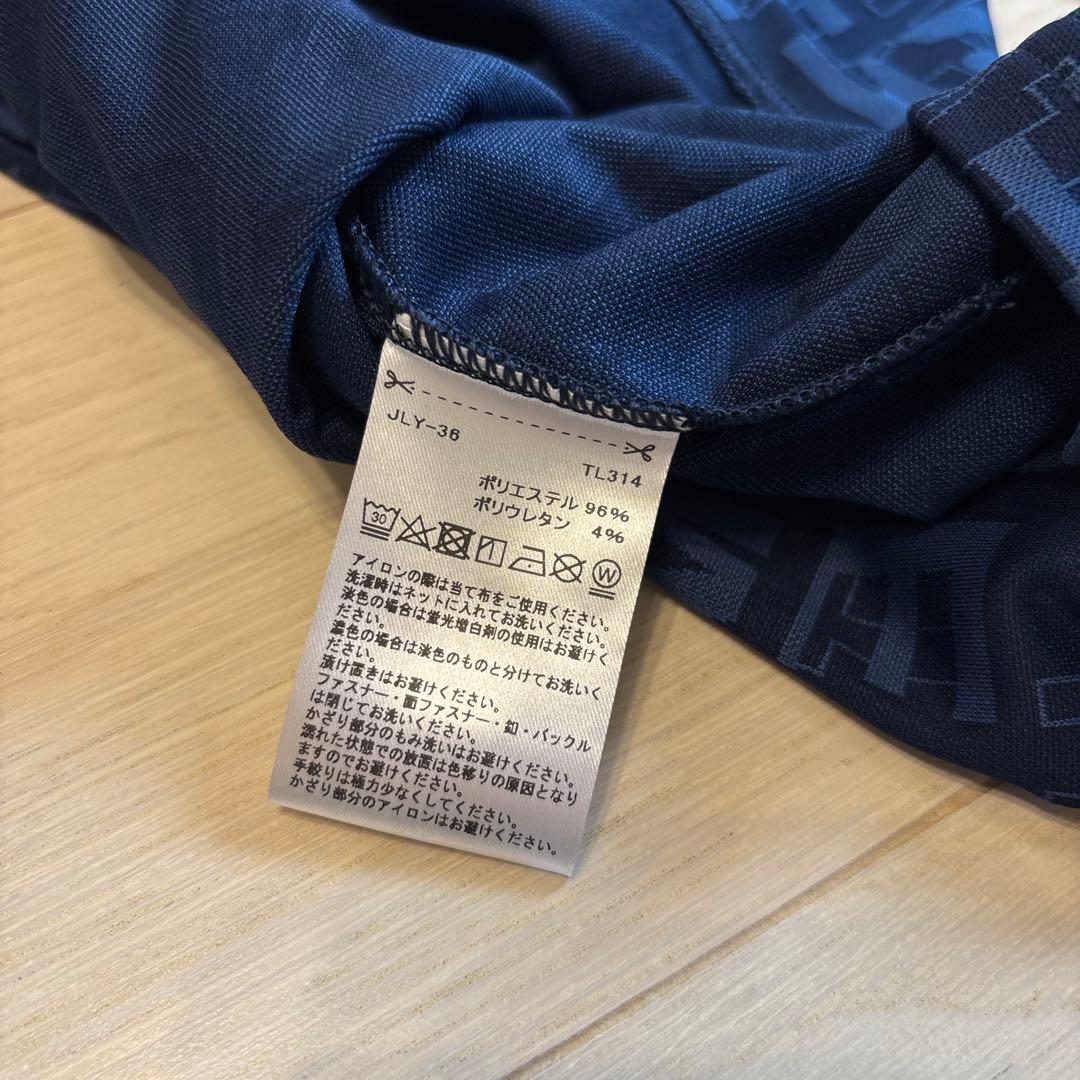 JLY-36
TL314
ポリエステル 96%
ポリウレタン 4%
30
W
アイロンの際は当て布をご使用ください。
洗濯時はネットに入れてお洗いください。
淡色の場合は蛍光増白剤の使用はお避けく
ださい。
濃色の場合は淡色のものと分けてお洗いく
ださい。
漬け置きはお避けください。
ファスナー・面ファスナー・釦・バックル
は閉じてお洗いください。
かざり部分のもみ洗いはお避けください。
濡れた状態での放置は色移りの原因となり
ますのでお避けください。
手絞りは極力少なくしてください。
かざり部分のアイロンはお避けください。